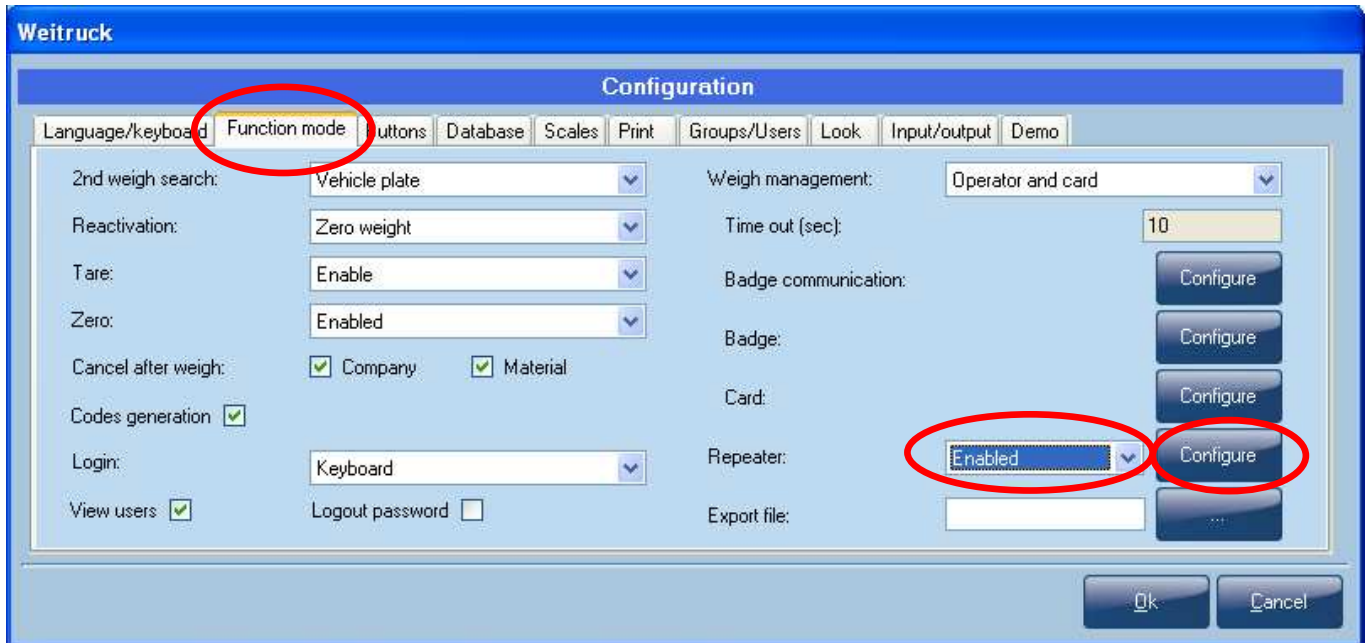 Weitruck
Configuration
Language/keyboard Function mode Buttons Database Scales Print Groups/Users Look Input/output Demo
2nd weigh search: Vehicle plate
Reactivation: Zero weight
Tare: Enable
Zero: Enabled
Cancel after weigh: Company Material
Codes generation
Login: Keyboard
View users Logout password
Weigh management: Operator and card
Time out (sec): 10
Badge communication: Configure
Badge: Configure
Card: Configure
Repeater: Enabled Configure
Export file: ...
Ok Cancel